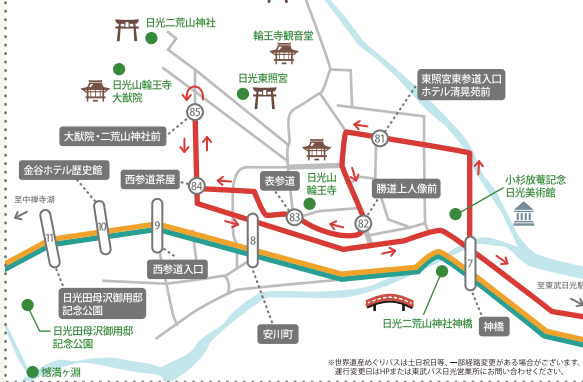 日光二荒山神社
輪王寺観音堂
日光山輪王寺
大猷院
日光東照宮
東照宮東参道入口
ホテル清晃苑前
85
大猷院・二荒山神社前
81
金谷ホテル歴史館
西参道茶屋
84
表参道
日光山
輪王寺
勝道上人像前
小杉放菴記念
日光美術館
至中禅寺湖
83
82
11
10
9
8
7
西参道入口
至東武日光駅
日光田母沢御用邸
記念公園
日光田母沢御用邸
記念公園
安川町
日光二荒山神社神橋
神橋
憾満ヶ淵
※世界遺産めぐりバスは土日祝日等、一部経路変更がある場合がございます。
運行変更日はHPまたは東武バス日光営業所にお問い合わせください。